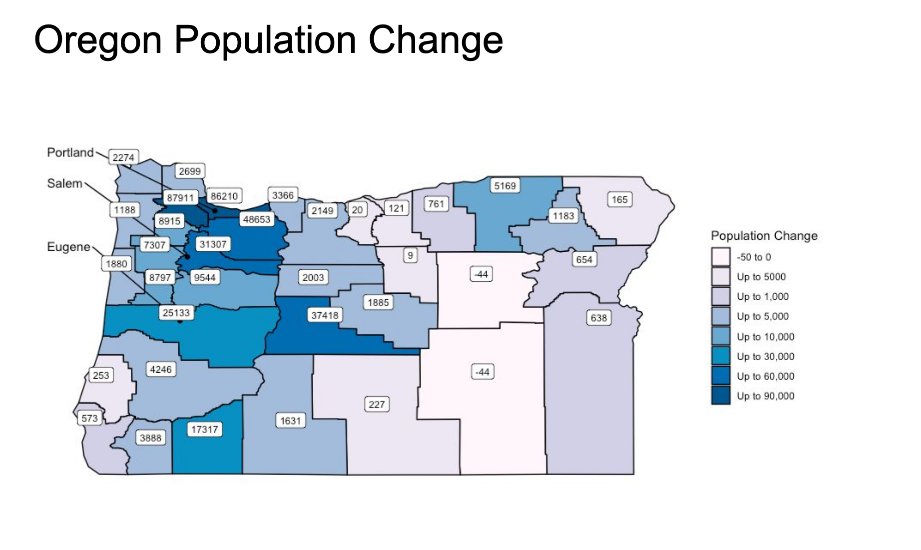 Oregon Population Change
Portland
2274
2699
Salem
87911
86210
3366
5169
165
1188
8915
48653
2149
20
121
761
1183
Eugene
7307
31307
9
654
1880
8797
9544
2003
-44
25133
37418
1885
638
253
4246
-44
573
3888
17317
1631
227
Population Change
-50 to 0
Up to 5000
Up to 1,000
Up to 5,000
Up to 10,000
Up to 30,000
Up to 60,000
Up to 90,000